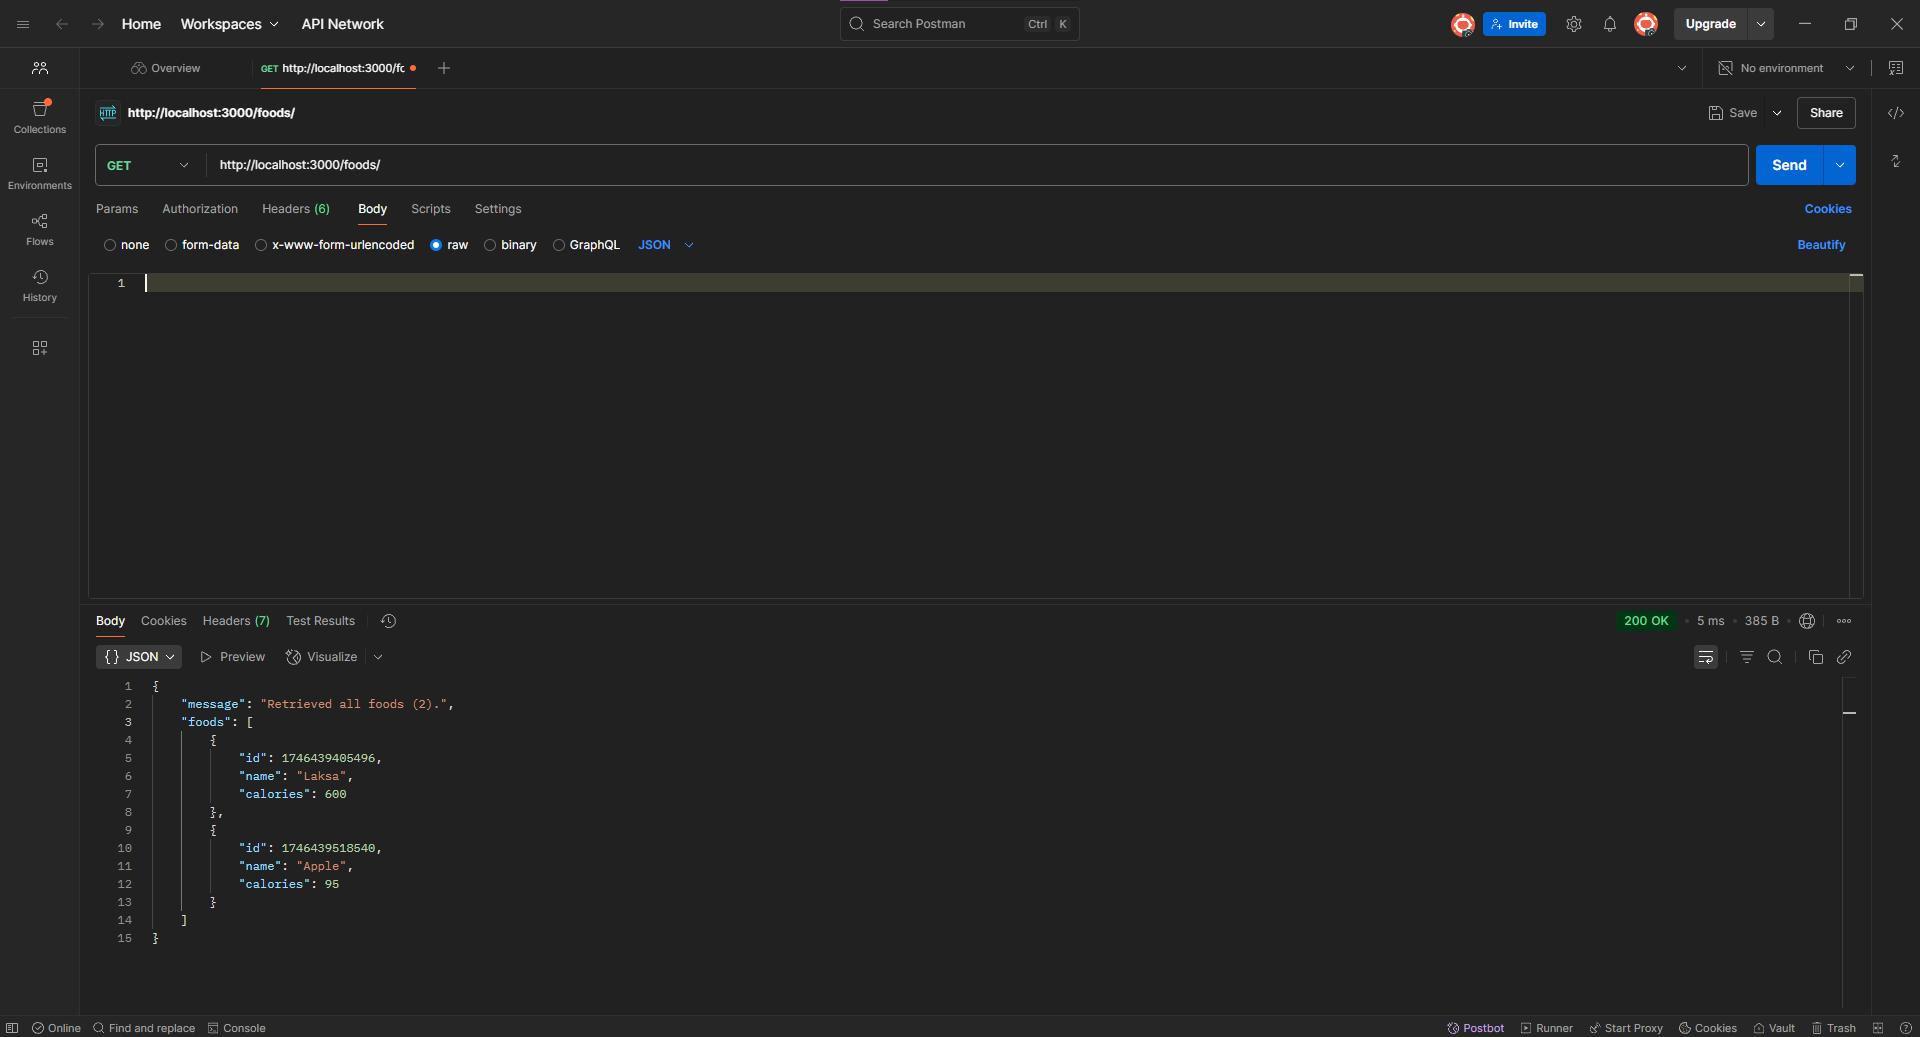 Home Workspaces API Network Search Postman Ctrl K Invite Upgrade
Overview GET http://localhost:3000/fc No environment
HTTP http://localhost:3000/foods/ Save Share
Collections
GET http://localhost:3000/foods/ Send
Environments
Params Authorization Headers (6) Body Scripts Settings Cookies
Flows
none form-data x-www-form-urlencoded raw binary GraphQL JSON Beautify
1
History
Body Cookies Headers (7) Test Results 200 OK 5 ms 385 B
{} JSON Preview Visualize
1 {
2 "message": "Retrieved all foods (2).",
3 "foods": [
4 {
5 "id": 1746439405496,
6 "name": "Laksa",
7 "calories": 600
8 },
9 {
10 "id": 1746439518540,
11 "name": "Apple",
12 "calories": 95
13 }
14 ]
15 }
Online Find and replace Console Postbot Runner Start Proxy Cookies Vault Trash